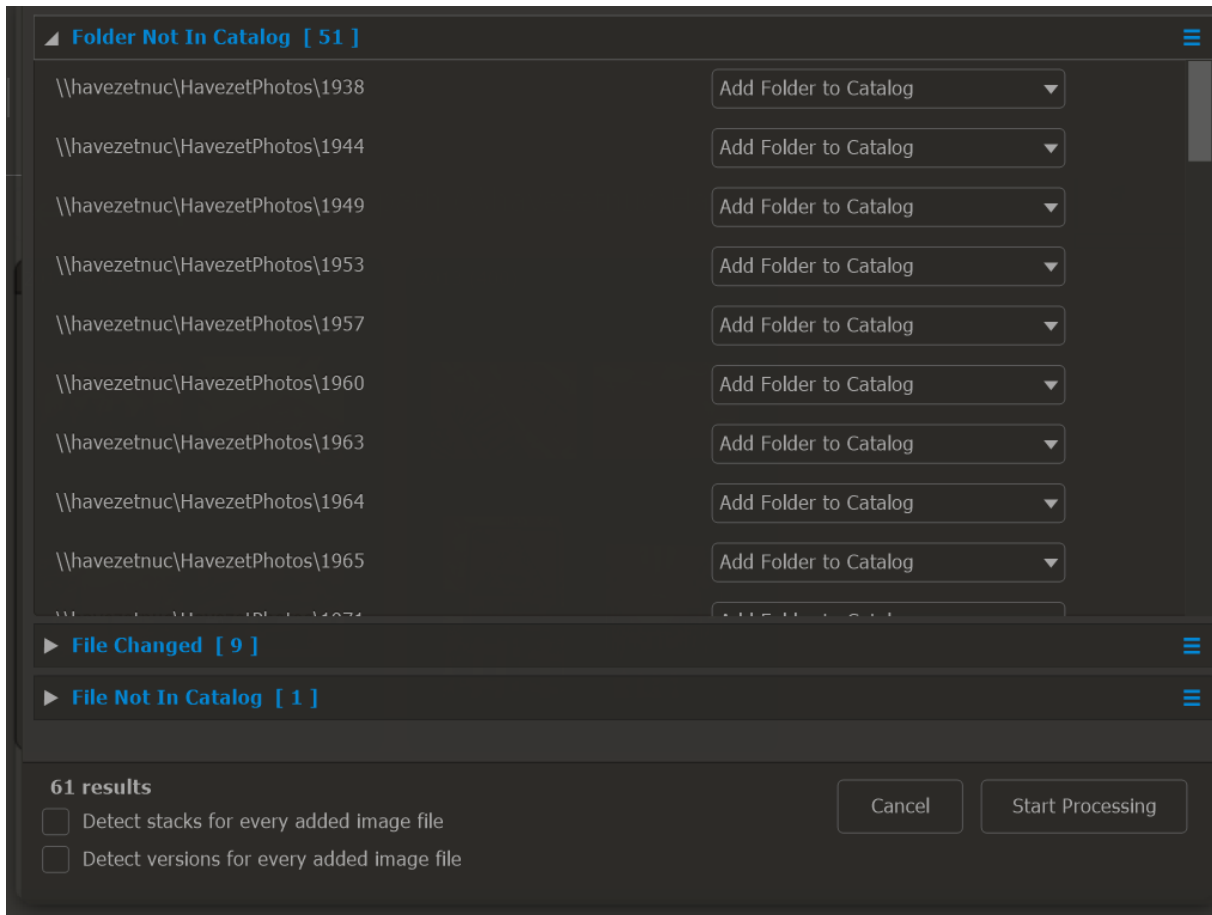 Folder Not In Catalog [ 51 ]
\\havezetnuc\HavezetPhotos\1938 Add Folder to Catalog
\\havezetnuc\HavezetPhotos\1944 Add Folder to Catalog
\\havezetnuc\HavezetPhotos\1949 Add Folder to Catalog
\\havezetnuc\HavezetPhotos\1953 Add Folder to Catalog
\\havezetnuc\HavezetPhotos\1957 Add Folder to Catalog
\\havezetnuc\HavezetPhotos\1960 Add Folder to Catalog
\\havezetnuc\HavezetPhotos\1963 Add Folder to Catalog
\\havezetnuc\HavezetPhotos\1964 Add Folder to Catalog
\\havezetnuc\HavezetPhotos\1965 Add Folder to Catalog
File Changed [ 9 ]
File Not In Catalog [ 1 ]
61 results
Detect stacks for every added image file
Detect versions for every added image file
Cancel Start Processing